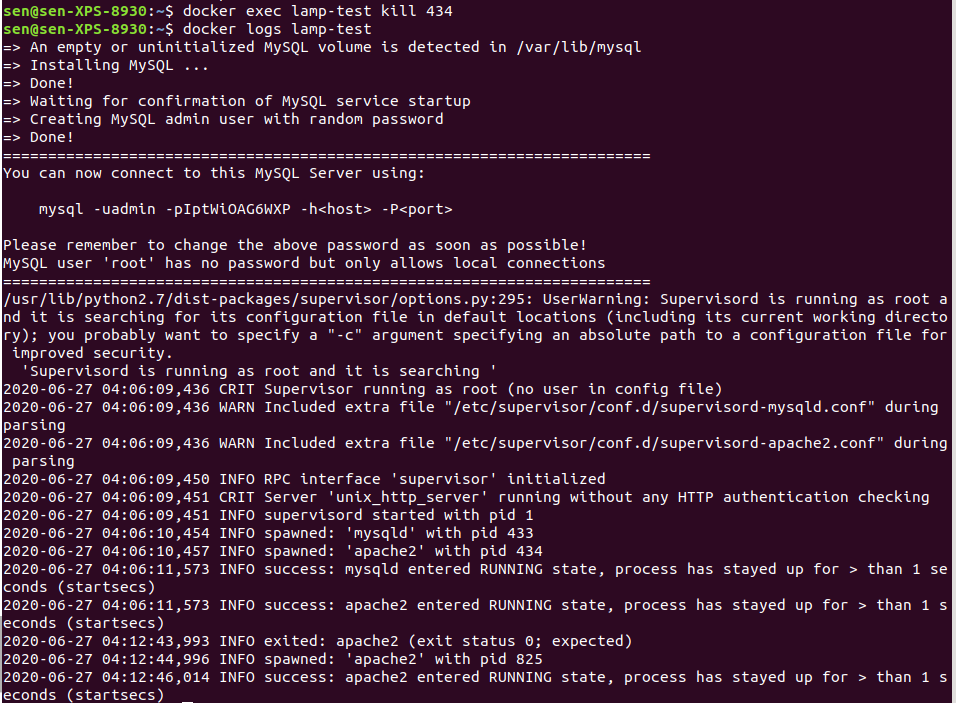 sen@sen-XPS-8930:~$ docker exec lamp-test kill 434
sen@sen-XPS-8930:~$ docker logs lamp-test
=> An empty or uninitialized MySQL volume is detected in /var/lib/mysql
=> Installing MySQL ...
=> Done!
=> Waiting for confirmation of MySQL service startup
=> Creating MySQL admin user with random password
=> Done!
========================================================================
You can now connect to this MySQL Server using:
    mysql -uadmin -pIptWiOAG6WXP -h<host> -P<port>
Please remember to change the above password as soon as possible!
MySQL user 'root' has no password but only allows local connections
========================================================================
/usr/lib/python2.7/dist-packages/supervisor/options.py:295: UserWarning: Supervisord is running as root a
nd it is searching for its configuration file in default locations (including its current working directo
ry); you probably want to specify a "-c" argument specifying an absolute path to a configuration file for
 improved security.
  'Supervisord is running as root and it is searching '
2020-06-27 04:06:09,436 CRIT Supervisor running as root (no user in config file)
2020-06-27 04:06:09,436 WARN Included extra file "/etc/supervisor/conf.d/supervisord-mysqld.conf" during
parsing
2020-06-27 04:06:09,436 WARN Included extra file "/etc/supervisor/conf.d/supervisord-apache2.conf" during
 parsing
2020-06-27 04:06:09,450 INFO RPC interface 'supervisor' initialized
2020-06-27 04:06:09,451 CRIT Server 'unix_http_server' running without any HTTP authentication checking
2020-06-27 04:06:09,451 INFO supervisord started with pid 1
2020-06-27 04:06:10,454 INFO spawned: 'mysqld' with pid 433
2020-06-27 04:06:10,457 INFO spawned: 'apache2' with pid 434
2020-06-27 04:06:11,573 INFO success: mysqld entered RUNNING state, process has stayed up for > than 1 se
conds (startsecs)
2020-06-27 04:06:11,573 INFO success: apache2 entered RUNNING state, process has stayed up for > than 1 s
econds (startsecs)
2020-06-27 04:12:43,993 INFO exited: apache2 (exit status 0; expected)
2020-06-27 04:12:44,996 INFO spawned: 'apache2' with pid 825
2020-06-27 04:12:46,014 INFO success: apache2 entered RUNNING state, process has stayed up for > than 1 s
econds (startsecs)